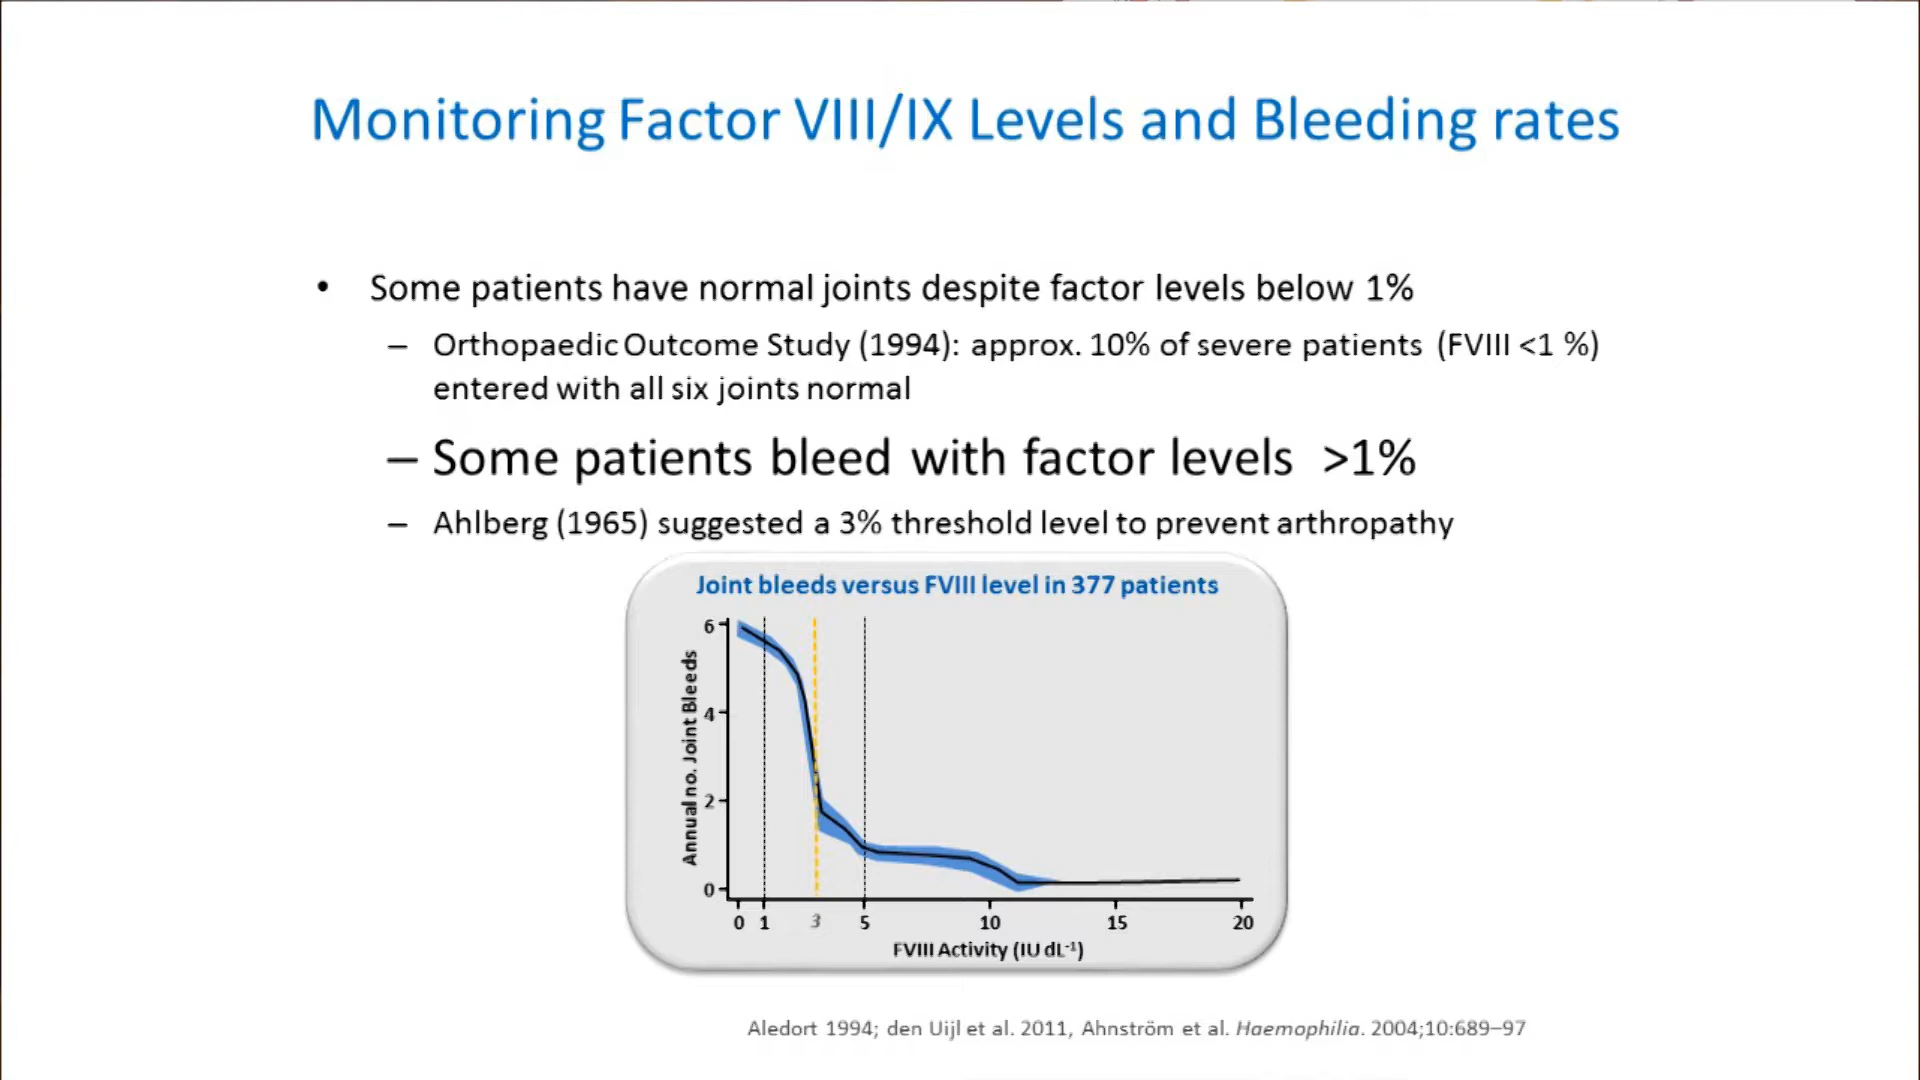 Monitoring Factor VIII/IX Levels and Bleeding rates
• Some patients have normal joints despite factor levels below 1%
– Orthopaedic Outcome Study (1994): approx. 10% of severe patients (FVIII <1 %)
entered with all six joints normal
– Some patients bleed with factor levels >1%
– Ahlberg (1965) suggested a 3% threshold level to prevent arthropathy
Joint bleeds versus FVIII level in 377 patients
Annual no. Joint Bleeds
6
4
2
0
0 1 3 5 10 15 20
FVIII Activity (IU dL⁻¹)
Aledort 1994; den Uijl et al. 2011, Ahnström et al. Haemophilia. 2004;10:689–97